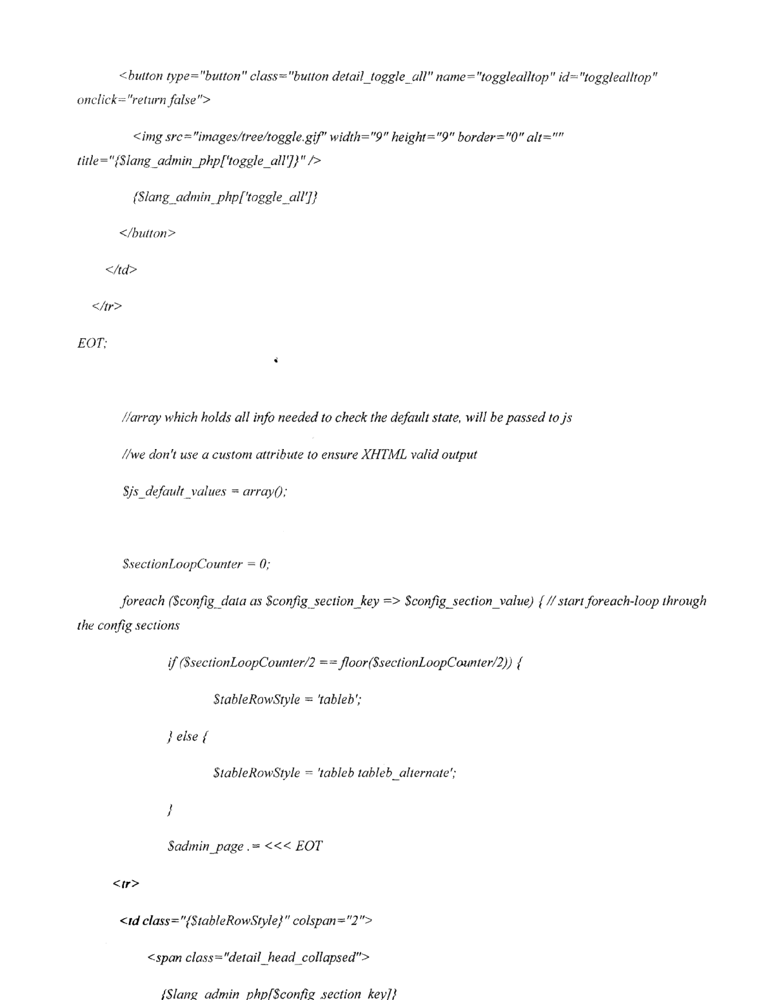 <button type="button" class="button detail_toggle_all" name="togglealltop" id="togglealltop"
onclick="return false">
<img src="images/tree/toggle.gif" width="9" height="9" border="0" alt=""
title="{$lang_admin_php['toggle_all']}" />
{$lang_admin_php['toggle_all']}
</button>
</td>
</tr>
EOT;
//array which holds all info needed to check the default state, will be passed to js
//we don't use a custom attribute to ensure XHTML valid output
$js_default_values = array();
$sectionLoopCounter = 0;
foreach ($config_data as $config_section_key => $config_section_value) { // start foreach-loop through
the config sections
if ($sectionLoopCounter/2 == floor($sectionLoopCounter/2)) {
$tableRowStyle = 'tableb';
} else {
$tableRowStyle = 'tableb tableb_alternate';
}
$admin_page .= <<< EOT
<tr>
<td class="{$tableRowStyle}" colspan="2">
<span class="detail_head_collapsed">
{$lang_admin_php[$config_section_key]}